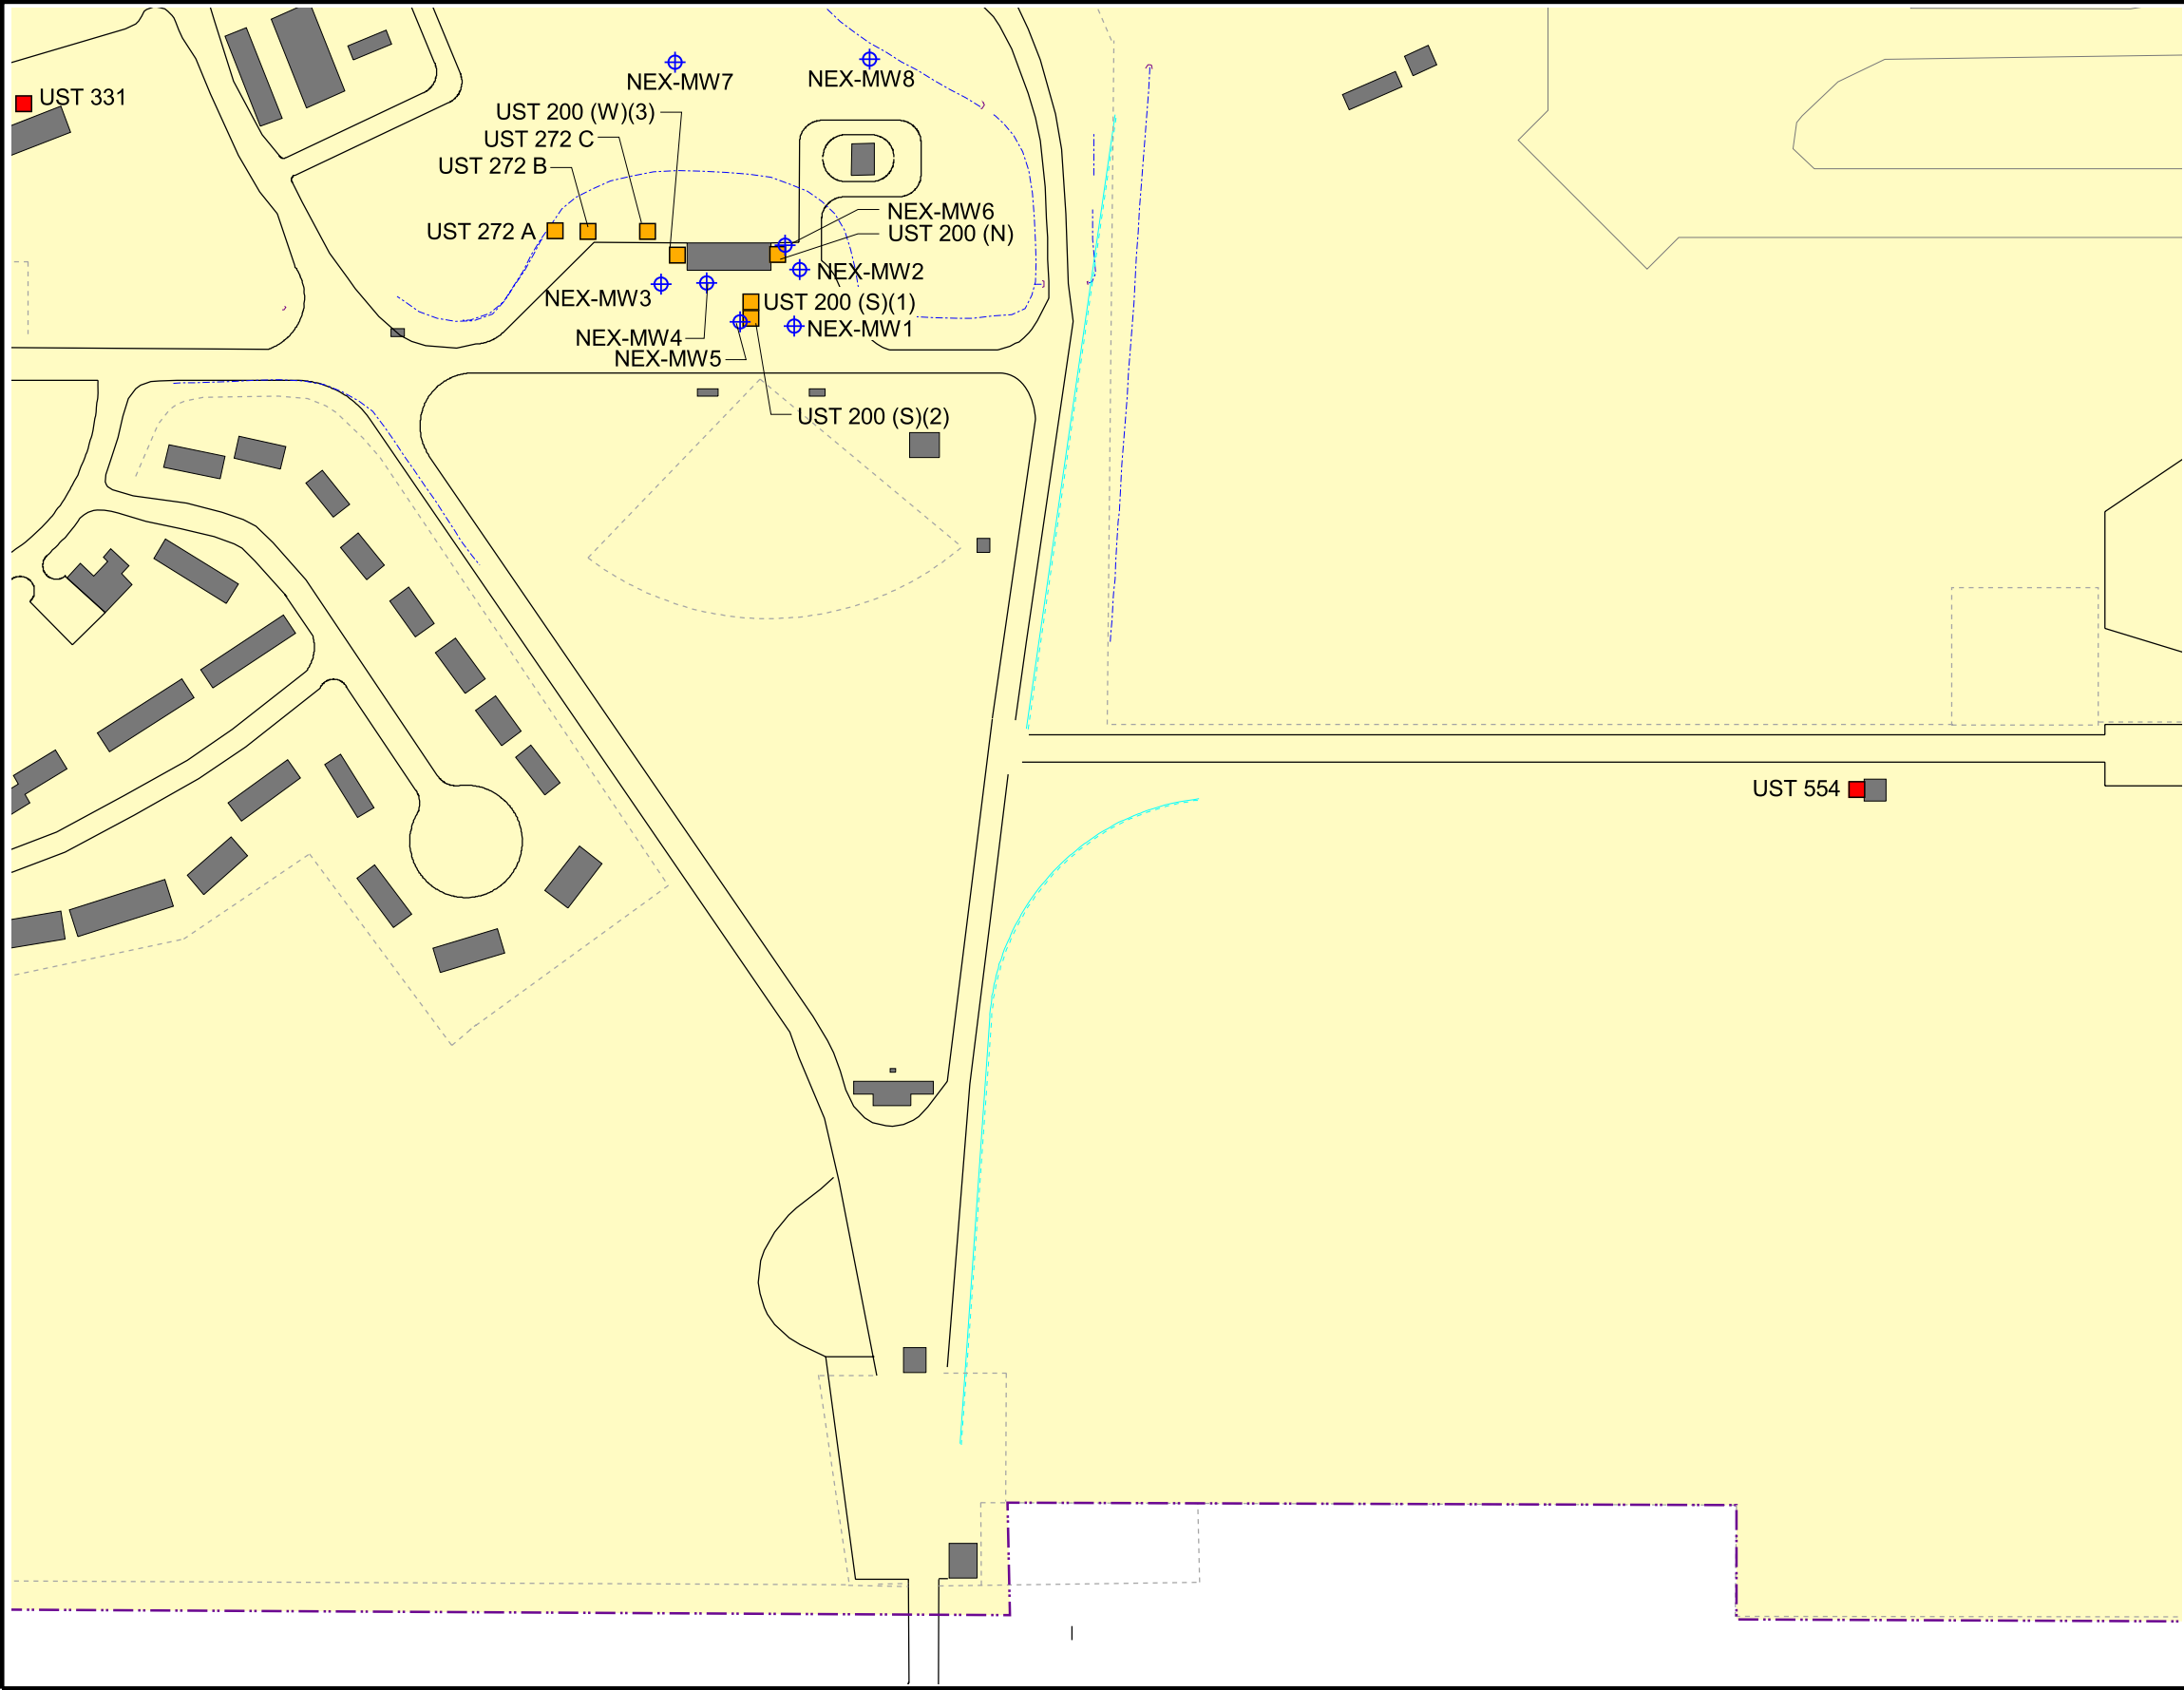 NEX-MW7
NEX-MW8
UST 331
UST 200 (W)(3)
UST 272 C
UST 272 B
NEX-MW6
UST 272 A
UST 200 (N)
NEX-MW2
NEX-MW3
UST 200 (S)(1)
NEX-MW1
NEX-MW4
NEX-MW5
UST 200 (S)(2)
UST 554